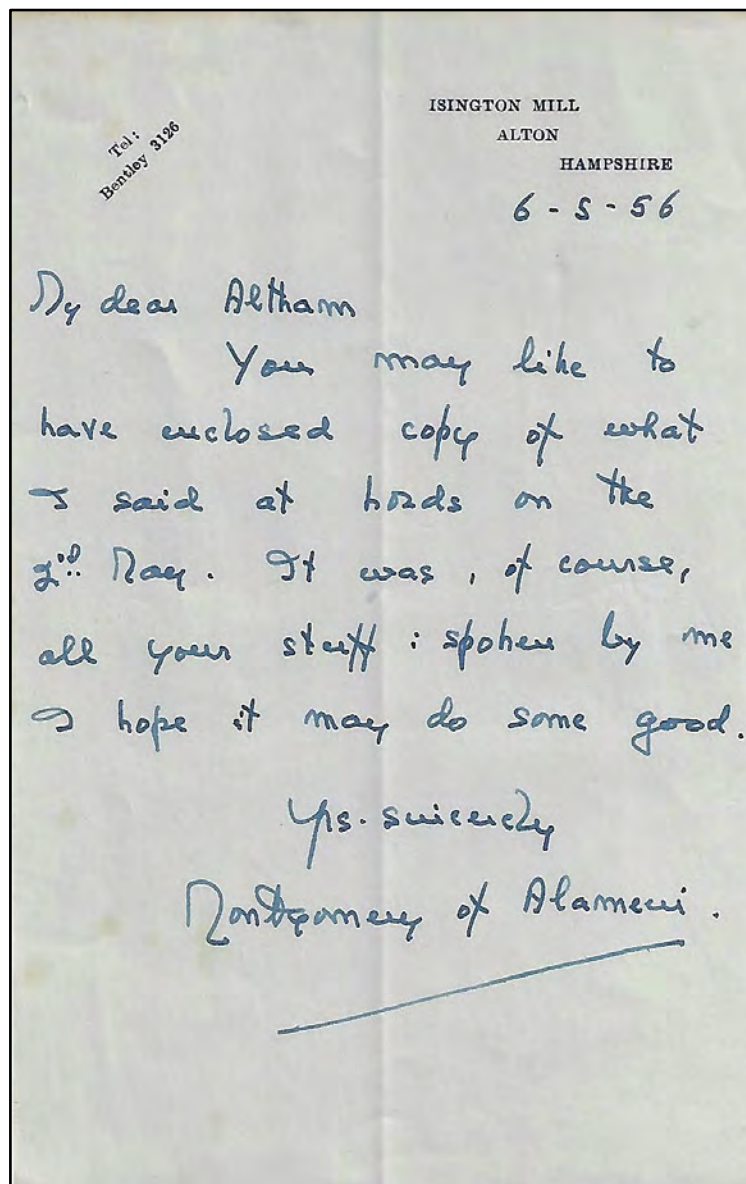 Tel:
Bentley 3126
ISINGTON MILL
ALTON
HAMPSHIRE
6-5-56
My dear Altham
You may like to
have enclosed copy of what
I said at Lords on the
2nd May. It was, of course,
all your stuff: spoken by me
I hope it may do some good.
Yrs. sincerely
Montgomery of Alamein.